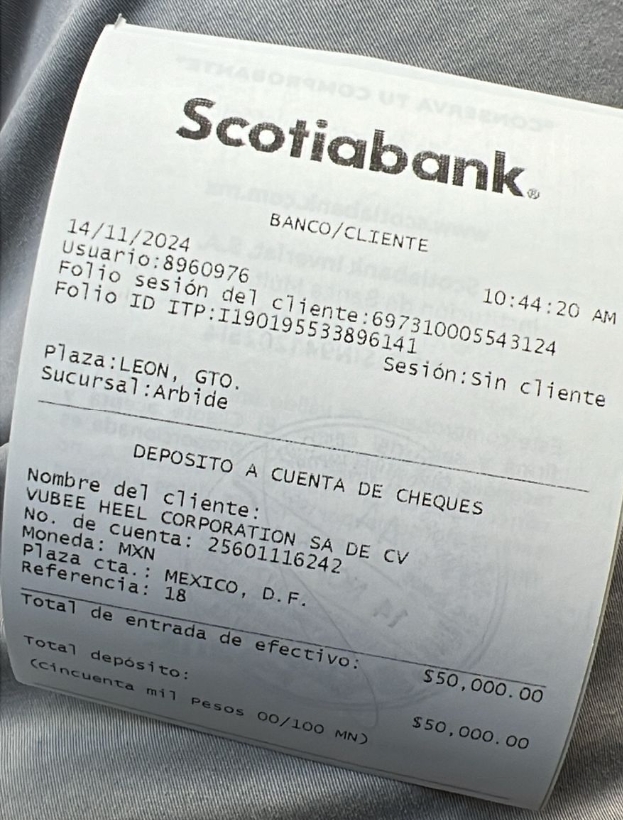 Scotiabank®
BANCO/CLIENTE
14/11/2024 10:44:20 AM
Usuario:8960976
Folio sesión del cliente:697310005543124
Folio ID ITP:I190195533896141
Sesión:Sin cliente
Plaza:LEON, GTO.
Sucursal:Arbide
DEPOSITO A CUENTA DE CHEQUES
Nombre del cliente:
VUBEE HEEL CORPORATION SA DE CV
No. de cuenta: 25601116242
Moneda: MXN
Plaza cta.: MEXICO, D.F.
Referencia: 18
Total de entrada de efectivo: $50,000.00
Total depósito: $50,000.00
(Cincuenta mil Pesos 00/100 MN)